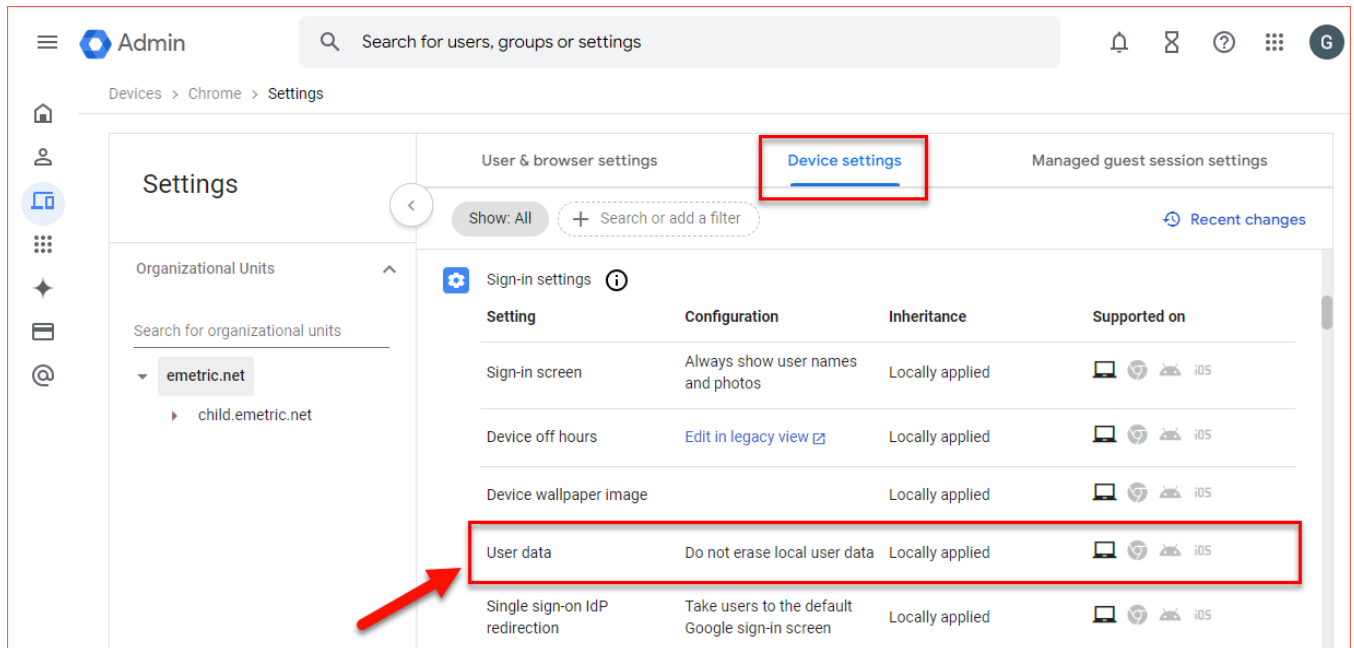 Admin
Search for users, groups or settings
G
Devices > Chrome > Settings
Settings
User & browser settings
Device settings
Managed guest session settings
Show: All
Search or add a filter
Recent changes
Organizational Units
Search for organizational units
emetric.net
child.emetric.net
Sign-in settings
Setting Configuration Inheritance Supported on
Sign-in screen
Always show user names
and photos
Locally applied
iOS
Device off hours
Edit in legacy view
Locally applied
iOS
Device wallpaper image
Locally applied
iOS
User data
Do not erase local user data
Locally applied
iOS
Single sign-on IdP
redirection
Take users to the default
Google sign-in screen
Locally applied
iOS